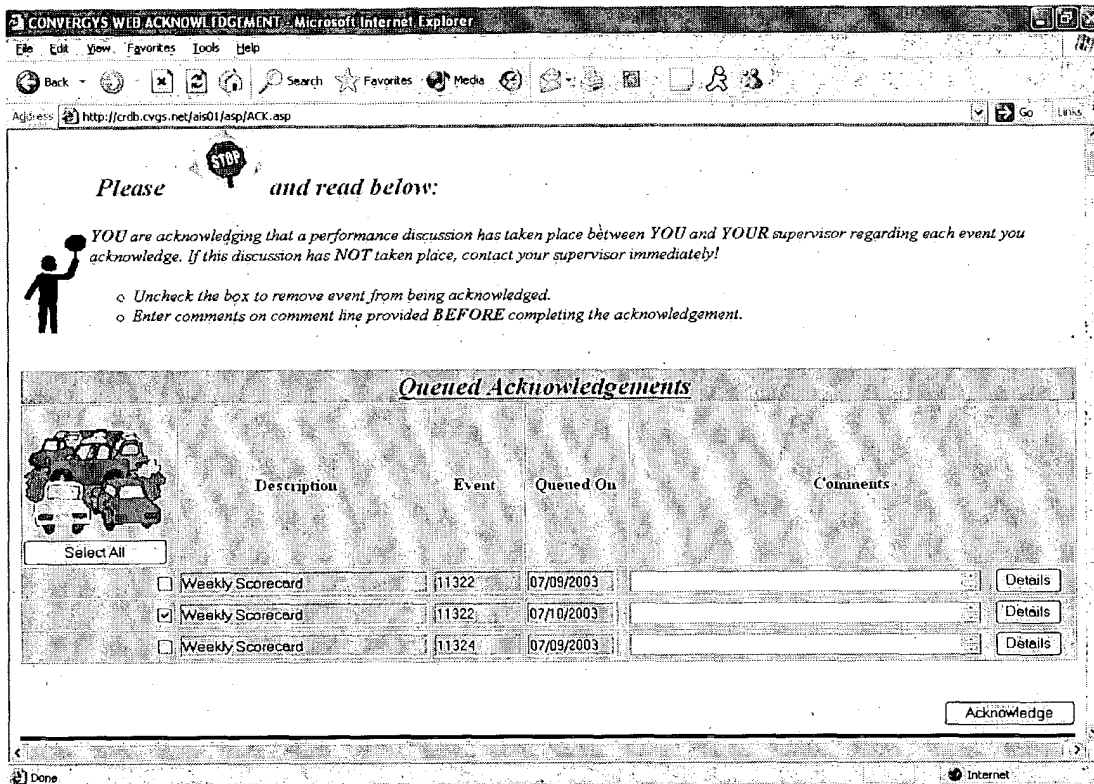 CONVERGYS WEB ACKNOWLEDGEMENT - Microsoft Internet Explorer
File Edit View Favorites Tools Help
Back Search Favorites Media
Address http://crdb.cvgs.net/ais01/asp/ACK.asp Go Links
STOP
Please and read below:
YOU are acknowledging that a performance discussion has taken place between YOU and YOUR supervisor regarding each event you
acknowledge. If this discussion has NOT taken place, contact your supervisor immediately!
o Uncheck the box to remove event from being acknowledged.
o Enter comments on comment line provided BEFORE completing the acknowledgement.
Queued Acknowledgements
Description Event Queued On Comments
Select All
Weekly Scorecard 11322 07/09/2003 Details
Weekly Scorecard 11322 07/10/2003 Details
Weekly Scorecard 11324 07/09/2003 Details
Acknowledge
Done Internet